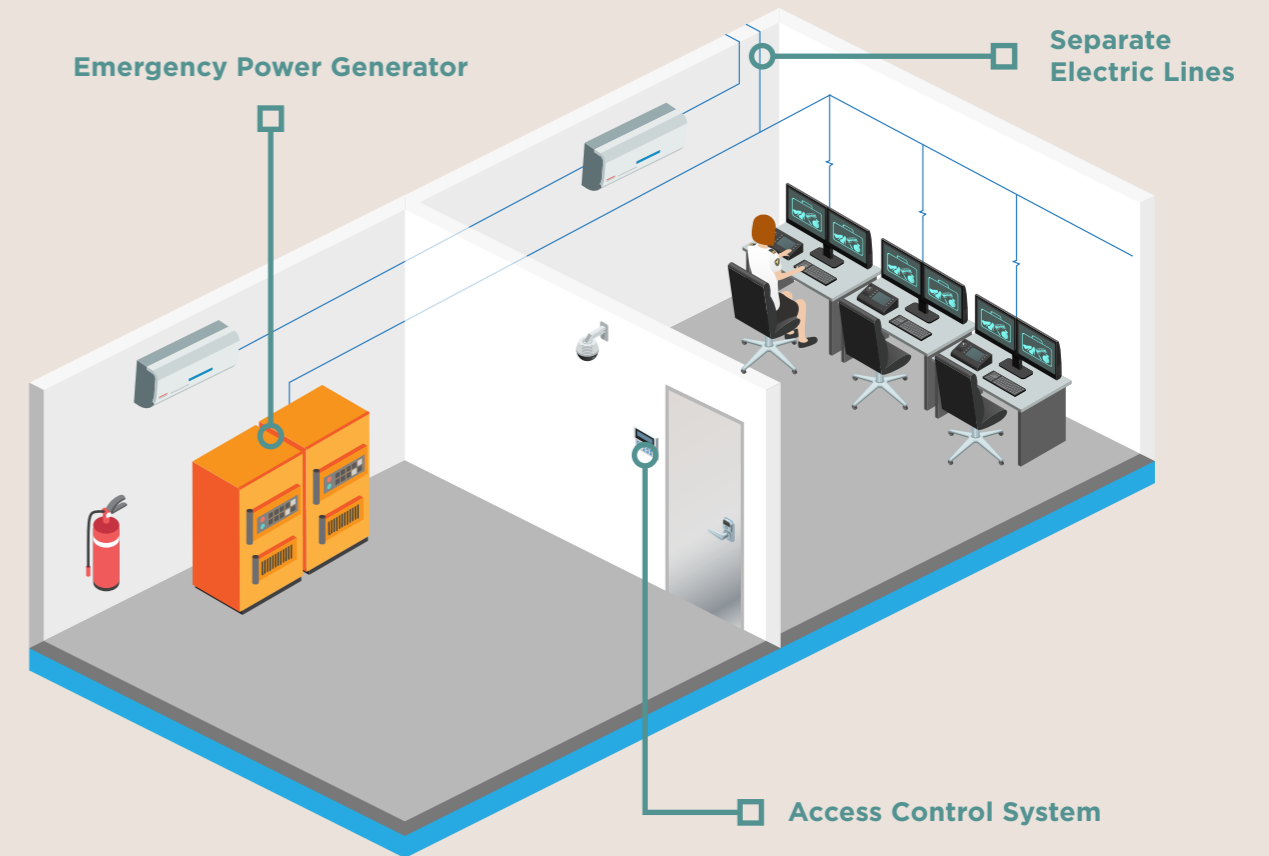 Emergency Power Generator
Separate
Electric Lines
Access Control System